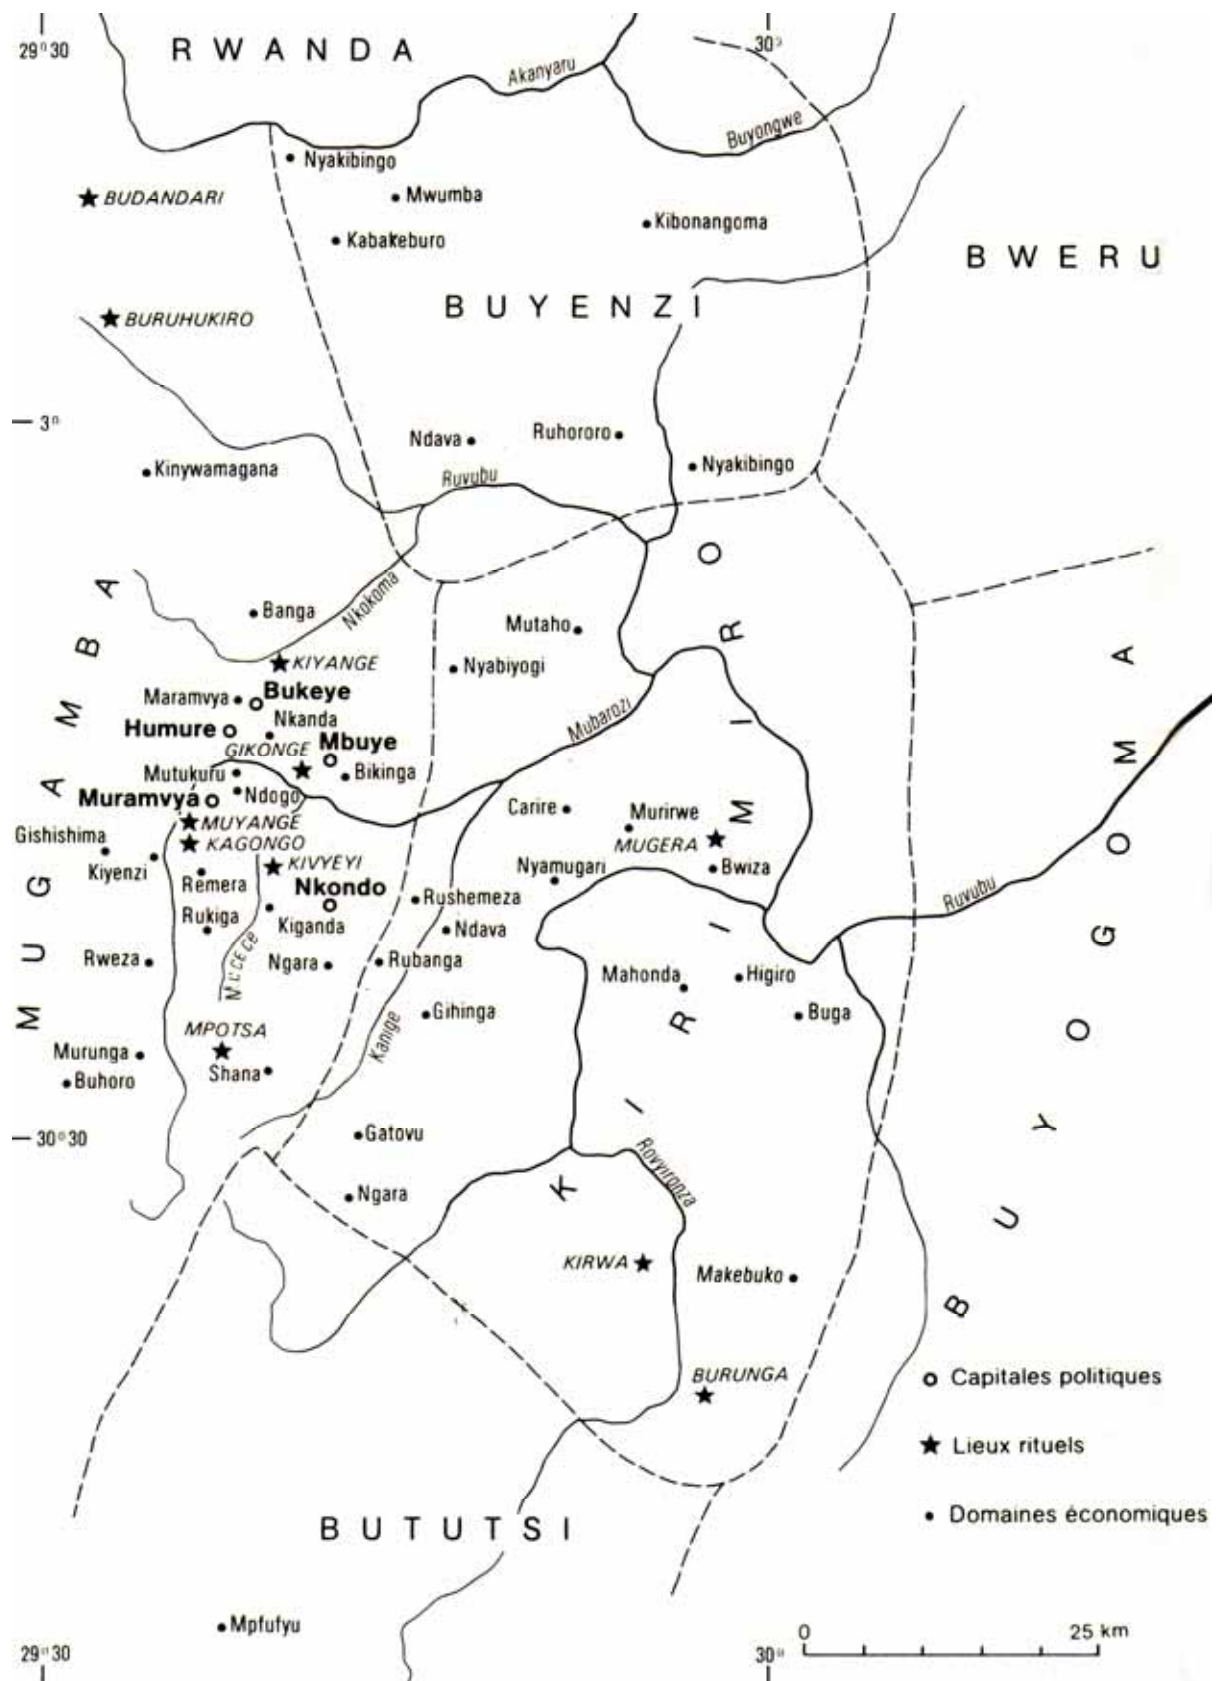 29°30
30°
RWANDA
Akanyaru
Buyongwe
Nyakibingo
BUDANDARI
Mwumba
Kibonangoma
Kabakeburo
BWERU
BUYENZI
BURUHUKIRO
3°
Ndava
Ruhororo
Kinywamagana
Ruvubu
Nyakibingo
Nkokoma
Banga
Mutaho
KIYANGE
Nyabiyogi
Maramvya
Bukeye
Humure
Nkanda
Mubarozi
GIKONGE
Mbuye
Mutukuru
Bikinga
Muramvya
Ndogo
Carire
Murirwe
MUYANGE
Gishishima
KAGONGO
MUGERA
Kiyenzi
KIVYEYI
Nyamugari
Bwiza
Remera
Nkondo
Rushemeza
Ruvubu
Rukiga
Kiganda
Ndava
Rweza
Ngara
Rubanga
Mahonda
Higiro
Gihinga
Buga
Kanige
MPOTSA
Murunga
Shana
Buhoro
MUGAMBA
KIRIMIRO
BUYOGOMA
30°30
Gatovu
Ngara
KIRWA
Makebuko
BURUNGA
Capitales politiques
Lieux rituels
Domaines économiques
BUTUTSI
Mpfufyu
0 25 km
29°30
30°